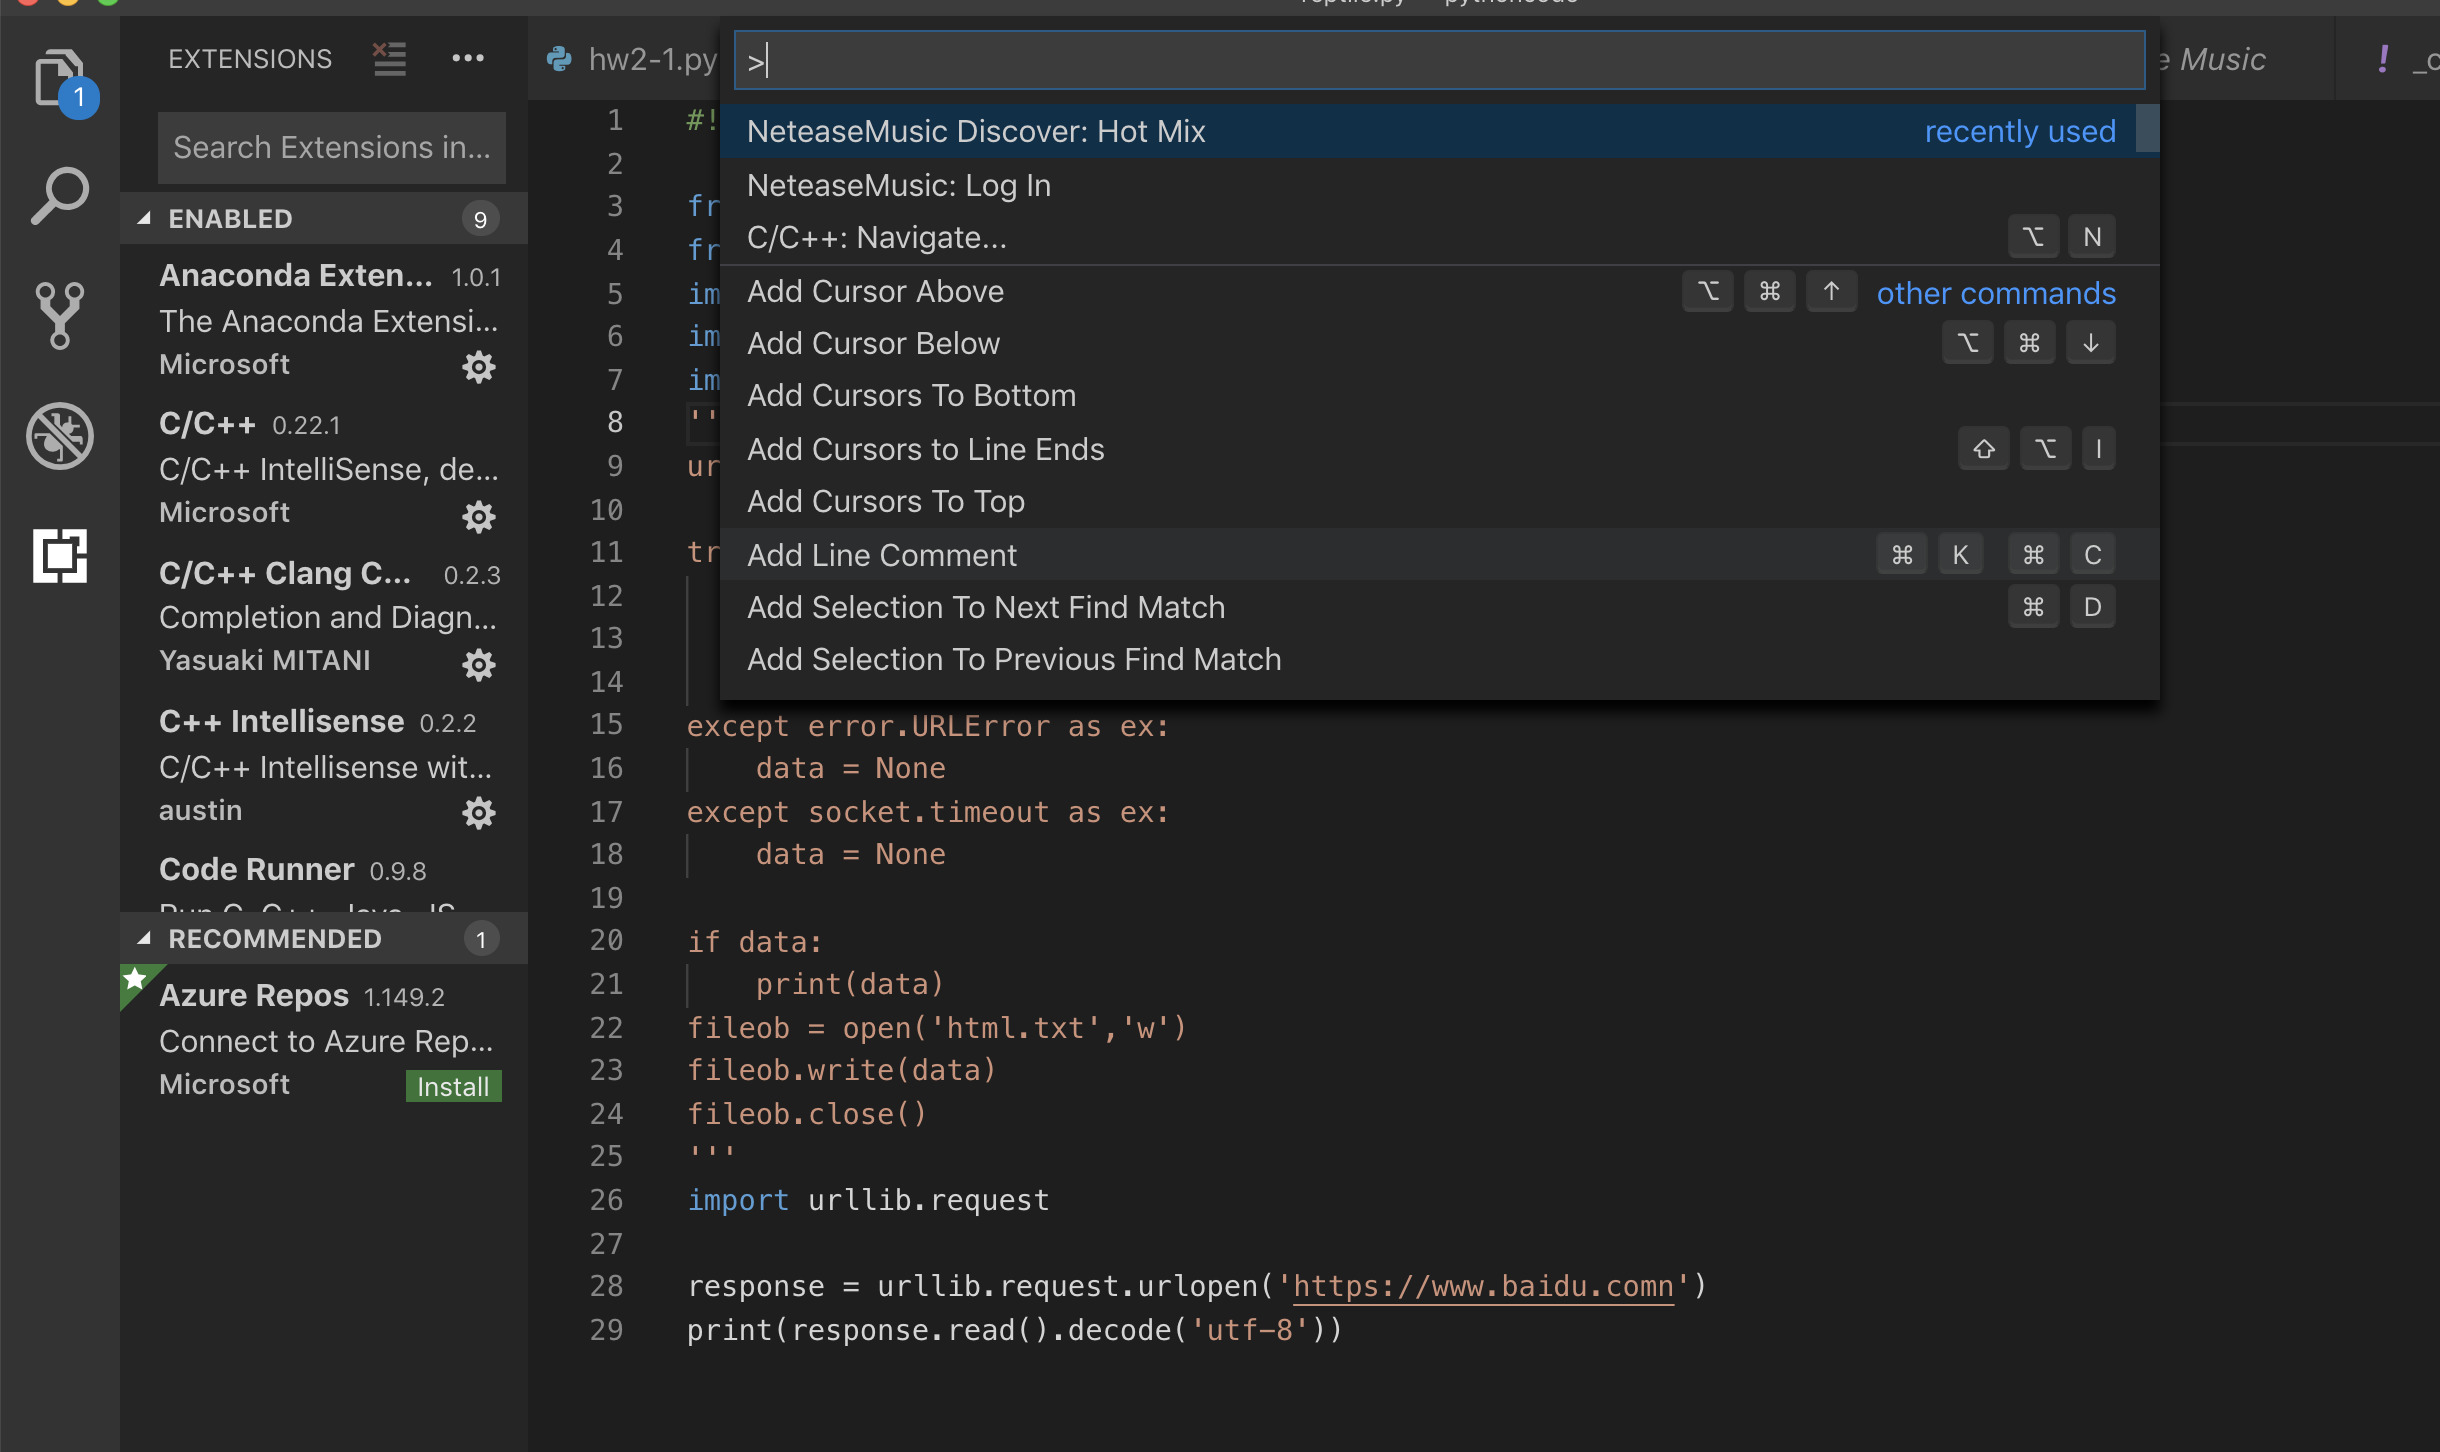 EXTENSIONS
Search Extensions in...
ENABLED 9
Anaconda Exten... 1.0.1
The Anaconda Extensi...
Microsoft
C/C++ 0.22.1
C/C++ IntelliSense, de...
Microsoft
C/C++ Clang C... 0.2.3
Completion and Diagn...
Yasuaki MITANI
C++ Intellisense 0.2.2
C/C++ Intellisense wit...
austin
Code Runner 0.9.8
RECOMMENDED 1
Azure Repos 1.149.2
Connect to Azure Rep...
Microsoft Install
1
hw2-1.py
e Music
! _c
>
NeteaseMusic Discover: Hot Mix recently used
NeteaseMusic: Log In
C/C++: Navigate... ⌥ N
Add Cursor Above ⌥ ⌘ ↑ other commands
Add Cursor Below ⌥ ⌘ ↓
Add Cursors To Bottom
Add Cursors to Line Ends ⇧ ⌥ I
Add Cursors To Top
Add Line Comment ⌘ K ⌘ C
Add Selection To Next Find Match ⌘ D
Add Selection To Previous Find Match
1 #!
2
3 fr
4 fr
5 im
6 im
7 im
8 ''
9 ur
10
11 tr
12
13
14
15 except error.URLError as ex:
16 data = None
17 except socket.timeout as ex:
18 data = None
19
20 if data:
21 print(data)
22 fileob = open('html.txt','w')
23 fileob.write(data)
24 fileob.close()
25 '''
26 import urllib.request
27
28 response = urllib.request.urlopen('https://www.baidu.comn')
29 print(response.read().decode('utf-8'))